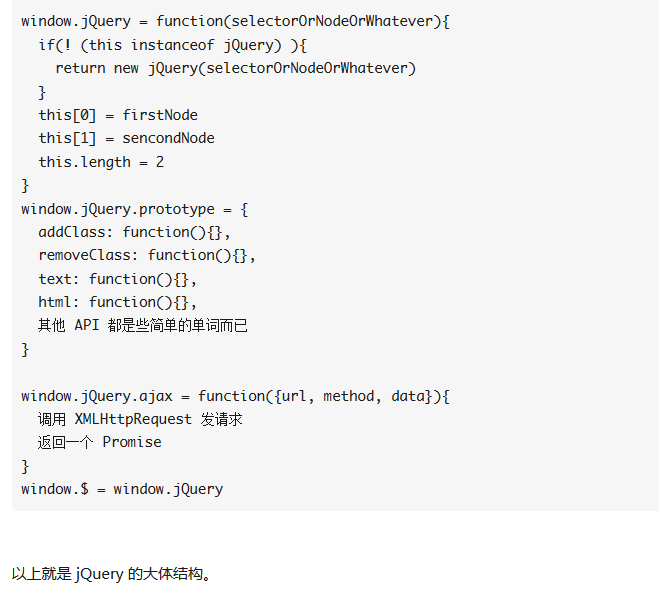 window.jQuery = function(selectorOrNodeOrWhatever){
  if(! (this instanceof jQuery) ){
    return new jQuery(selectorOrNodeOrWhatever)
  }
  this[0] = firstNode
  this[1] = sencondNode
  this.length = 2
}
window.jQuery.prototype = {
  addClass: function(){},
  removeClass: function(){},
  text: function(){},
  html: function(){},
  其他 API 都是些简单的单词而已
}

window.jQuery.ajax = function({url, method, data}){
  调用 XMLHttpRequest 发请求
  返回一个 Promise
}
window.$ = window.jQuery

以上就是 jQuery 的大体结构。